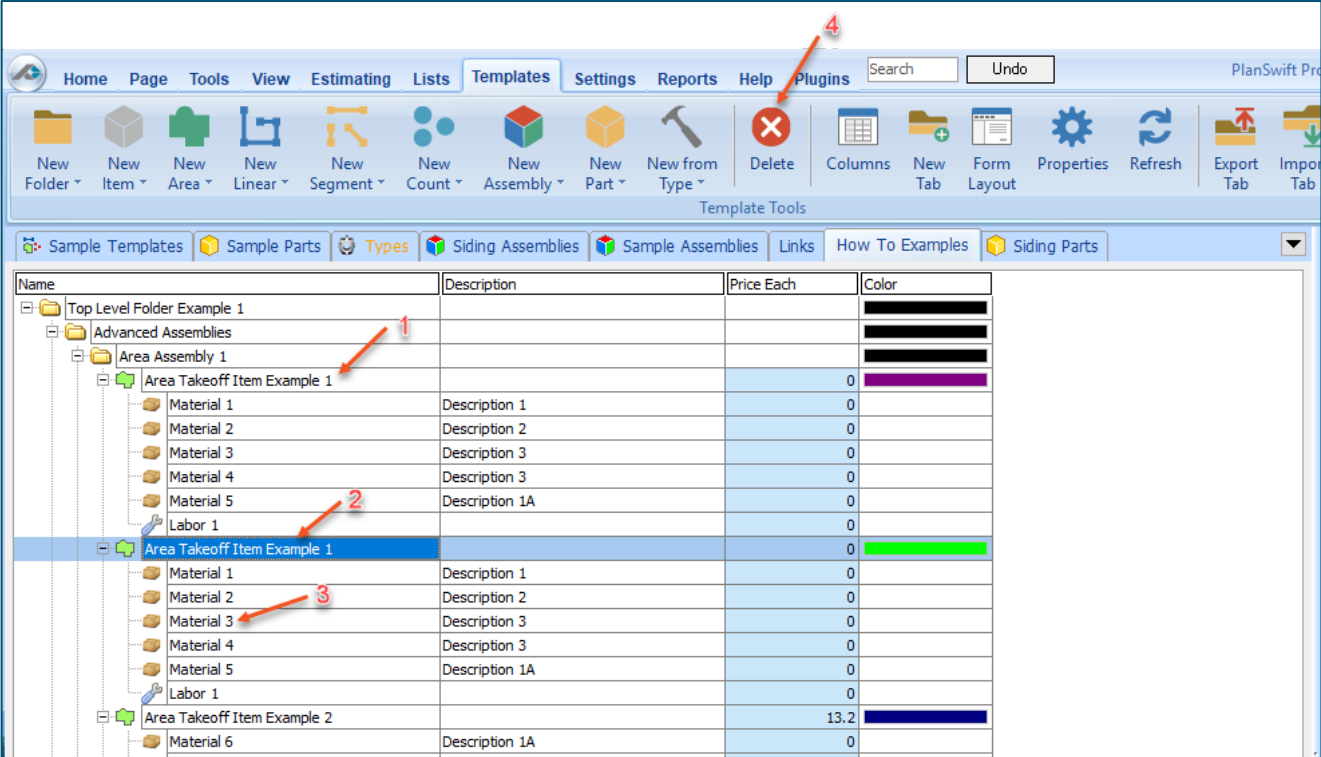 4
Home Page Tools View Estimating Lists Templates Settings Reports Help Plugins Search Undo PlanSwift Pro
New Folder New Item New Area New Linear New Segment New Count New Assembly New Part New from Type Delete Columns New Tab Form Layout Properties Refresh Export Tab Impor Tab
Template Tools
Sample Templates Sample Parts Types Siding Assemblies Sample Assemblies Links How To Examples Siding Parts
Name Description Price Each Color
Top Level Folder Example 1
Advanced Assemblies 1
Area Assembly 1
Area Takeoff Item Example 1 0
Material 1 Description 1 0
Material 2 Description 2 0
Material 3 Description 3 0
Material 4 Description 3 0
Material 5 Description 1A 0
2
Labor 1 0
Area Takeoff Item Example 1 0
Material 1 Description 1 0
Material 2 3 Description 2 0
Material 3 Description 3 0
Material 4 Description 3 0
Material 5 Description 1A 0
Labor 1 0
Area Takeoff Item Example 2 13.2
Material 6 Description 1A 0